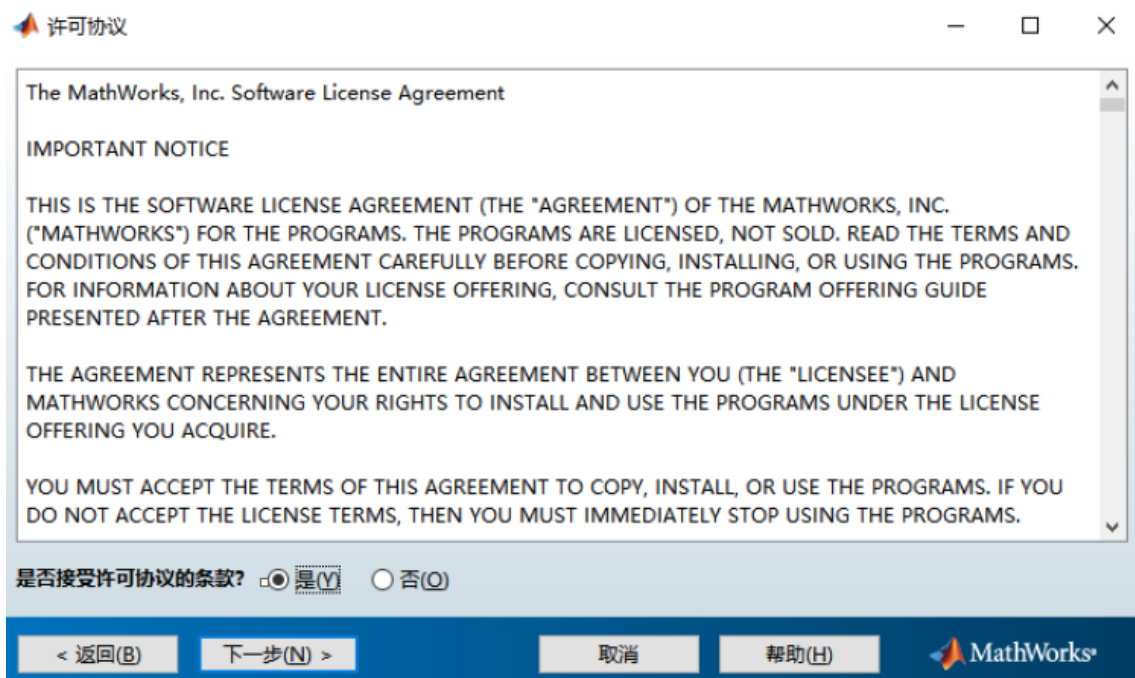 许可协议
The MathWorks, Inc. Software License Agreement
IMPORTANT NOTICE
THIS IS THE SOFTWARE LICENSE AGREEMENT (THE "AGREEMENT") OF THE MATHWORKS, INC.
("MATHWORKS") FOR THE PROGRAMS. THE PROGRAMS ARE LICENSED, NOT SOLD. READ THE TERMS AND
CONDITIONS OF THIS AGREEMENT CAREFULLY BEFORE COPYING, INSTALLING, OR USING THE PROGRAMS.
FOR INFORMATION ABOUT YOUR LICENSE OFFERING, CONSULT THE PROGRAM OFFERING GUIDE
PRESENTED AFTER THE AGREEMENT.
THE AGREEMENT REPRESENTS THE ENTIRE AGREEMENT BETWEEN YOU (THE "LICENSEE") AND
MATHWORKS CONCERNING YOUR RIGHTS TO INSTALL AND USE THE PROGRAMS UNDER THE LICENSE
OFFERING YOU ACQUIRE.
YOU MUST ACCEPT THE TERMS OF THIS AGREEMENT TO COPY, INSTALL, OR USE THE PROGRAMS. IF YOU
DO NOT ACCEPT THE LICENSE TERMS, THEN YOU MUST IMMEDIATELY STOP USING THE PROGRAMS.
是否接受许可协议的条款? 是(Y) 否(O)
< 返回(B) 下一步(N) > 取消 帮助(H) MathWorks®